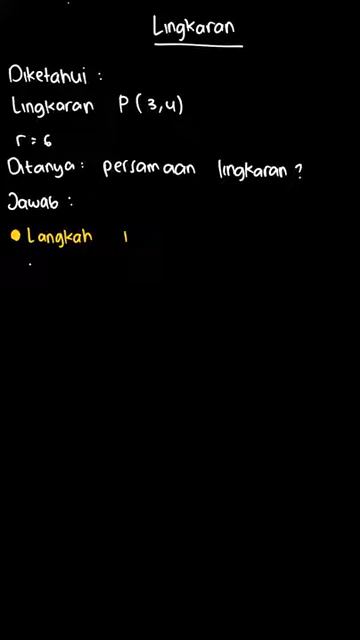 Lingkaran
Diketahui :
Lingkaran P(3,4)
r = 6
Ditanya : persamaan lingkaran ?
Jawab :
• Langkah 1